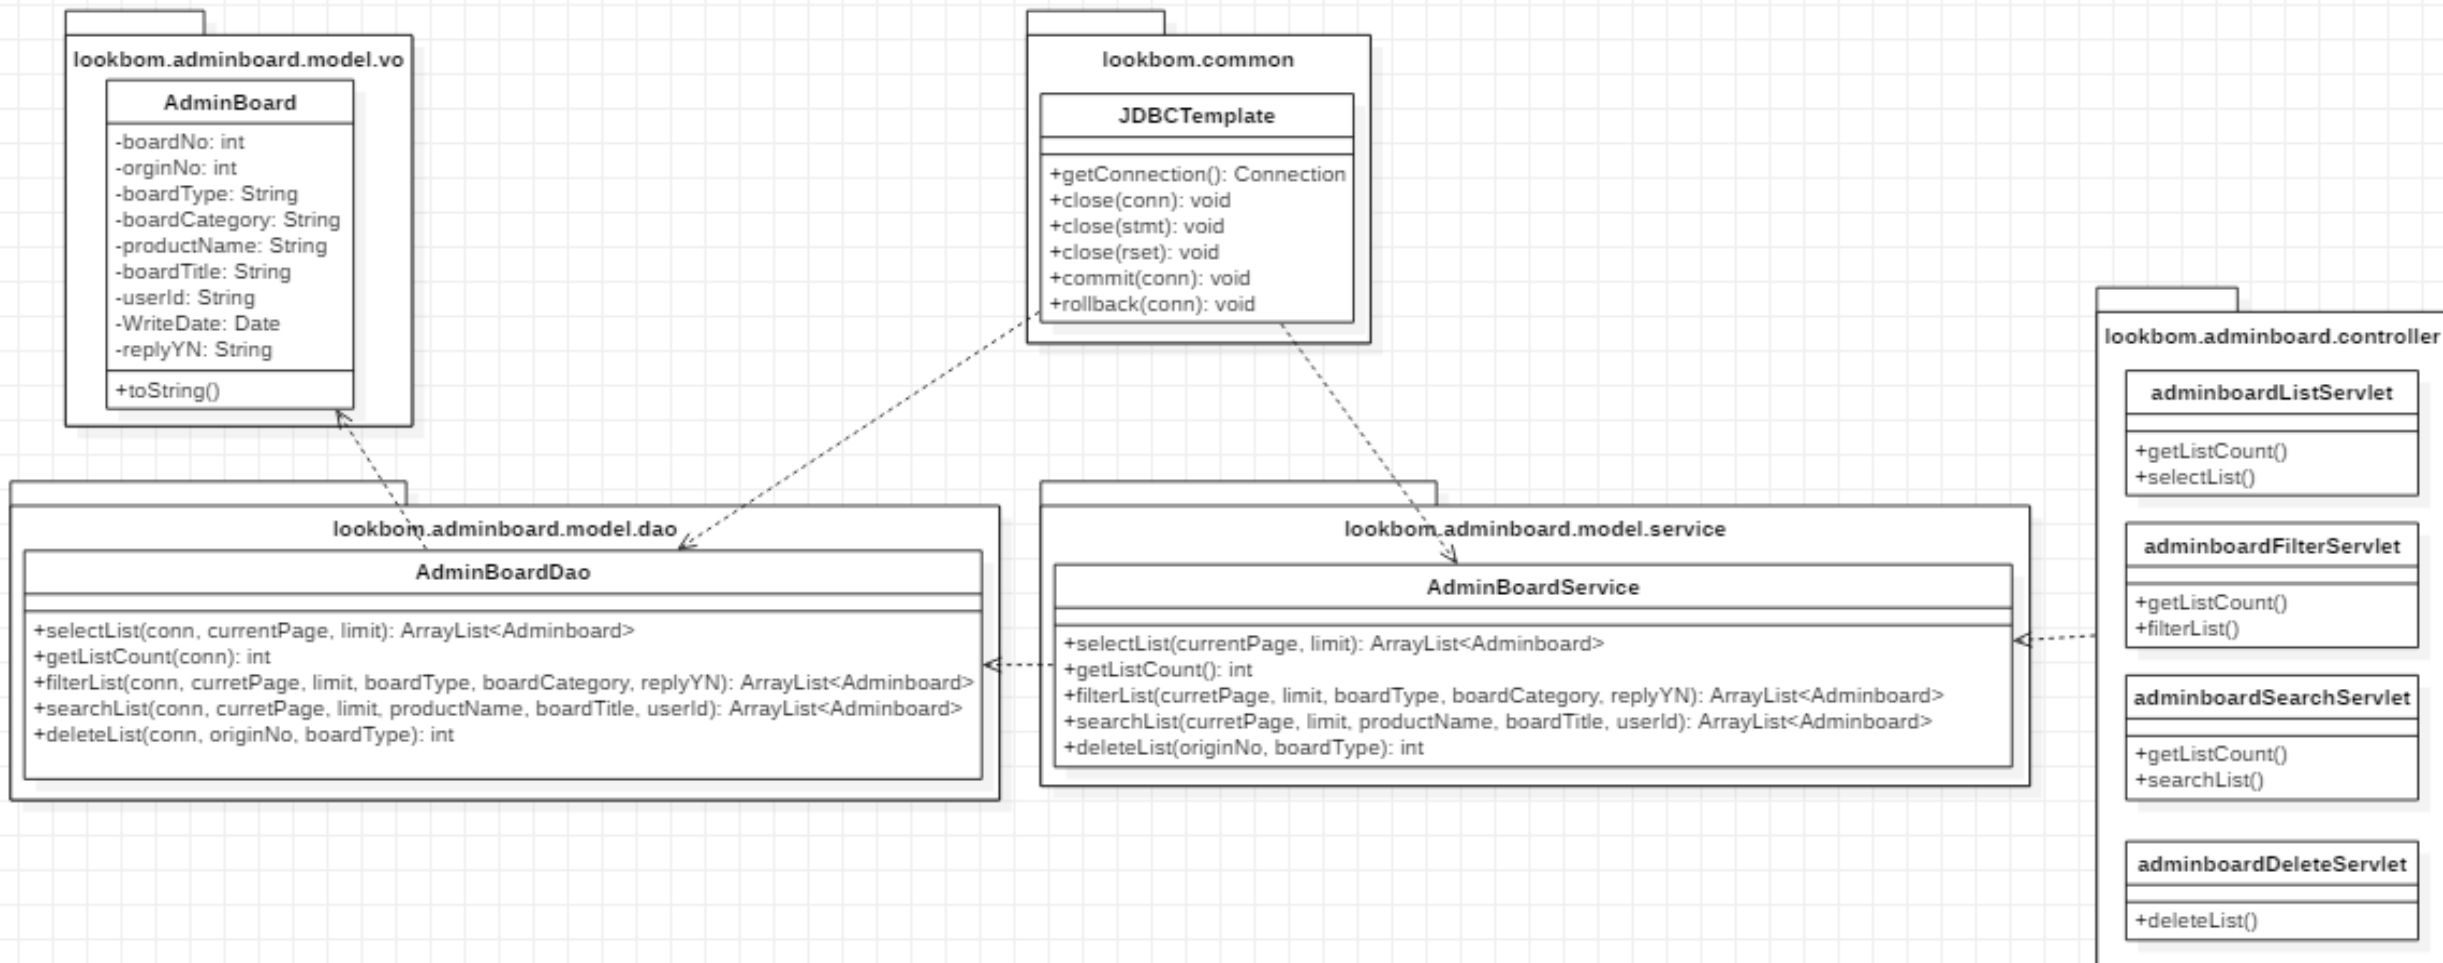 lookbom.adminboard.model.vo
AdminBoard
-boardNo: int
-orginNo: int
-boardType: String
-boardCategory: String
-productName: String
-boardTitle: String
-userId: String
-WriteDate: Date
-replyYN: String
+toString()
lookbom.common
JDBCTemplate
+getConnection(): Connection
+close(conn): void
+close(stmt): void
+close(rset): void
+commit(conn): void
+rollback(conn): void
lookbom.adminboard.model.dao
AdminBoardDao
+selectList(conn, currentPage, limit): ArrayList<Adminboard>
+getListCount(conn): int
+filterList(conn, curretPage, limit, boardType, boardCategory, replyYN): ArrayList<Adminboard>
+searchList(conn, curretPage, limit, productName, boardTitle, userId): ArrayList<Adminboard>
+deleteList(conn, originNo, boardType): int
lookbom.adminboard.model.service
AdminBoardService
+selectList(currentPage, limit): ArrayList<Adminboard>
+getListCount(): int
+filterList(curretPage, limit, boardType, boardCategory, replyYN): ArrayList<Adminboard>
+searchList(curretPage, limit, productName, boardTitle, userId): ArrayList<Adminboard>
+deleteList(originNo, boardType): int
lookbom.adminboard.controller
adminboardListServlet
+getListCount()
+selectList()
adminboardFilterServlet
+getListCount()
+filterList()
adminboardSearchServlet
+getListCount()
+searchList()
adminboardDeleteServlet
+deleteList()